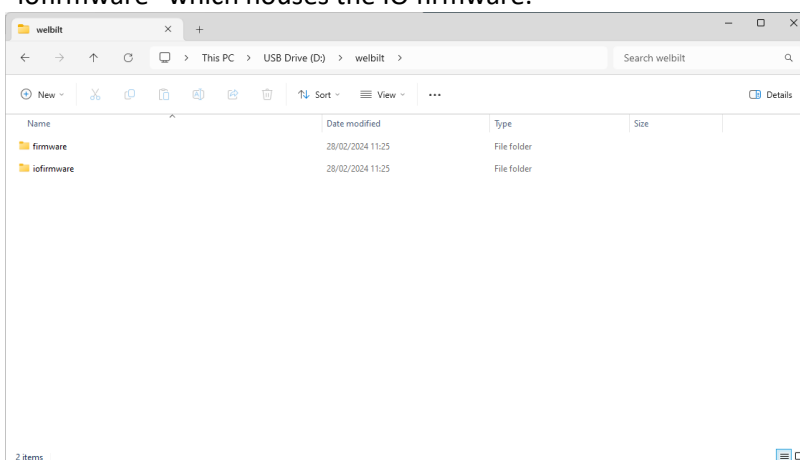 "iofirmware" which houses the IO firmware.
welbilt
This PC > USB Drive (D:) > welbilt >
Search welbilt
New
Sort
View
Details
Name
Date modified
Type
Size
firmware
28/02/2024 11:25
File folder
iofirmware
28/02/2024 11:25
File folder
2 items